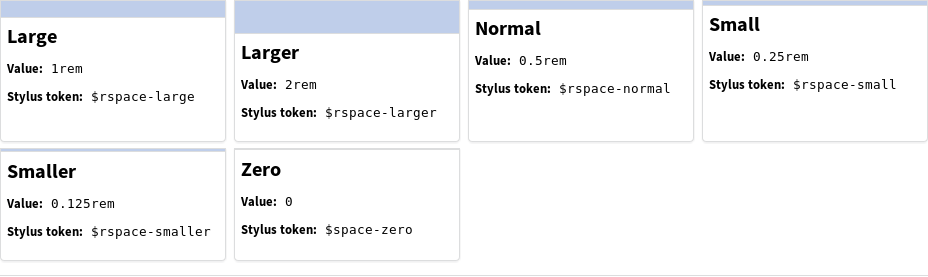 Large
Value: 1rem
Stylus token: $rspace-large
Larger
Value: 2rem
Stylus token: $rspace-larger
Normal
Value: 0.5rem
Stylus token: $rspace-normal
Small
Value: 0.25rem
Stylus token: $rspace-small
Smaller
Value: 0.125rem
Stylus token: $rspace-smaller
Zero
Value: 0
Stylus token: $space-zero